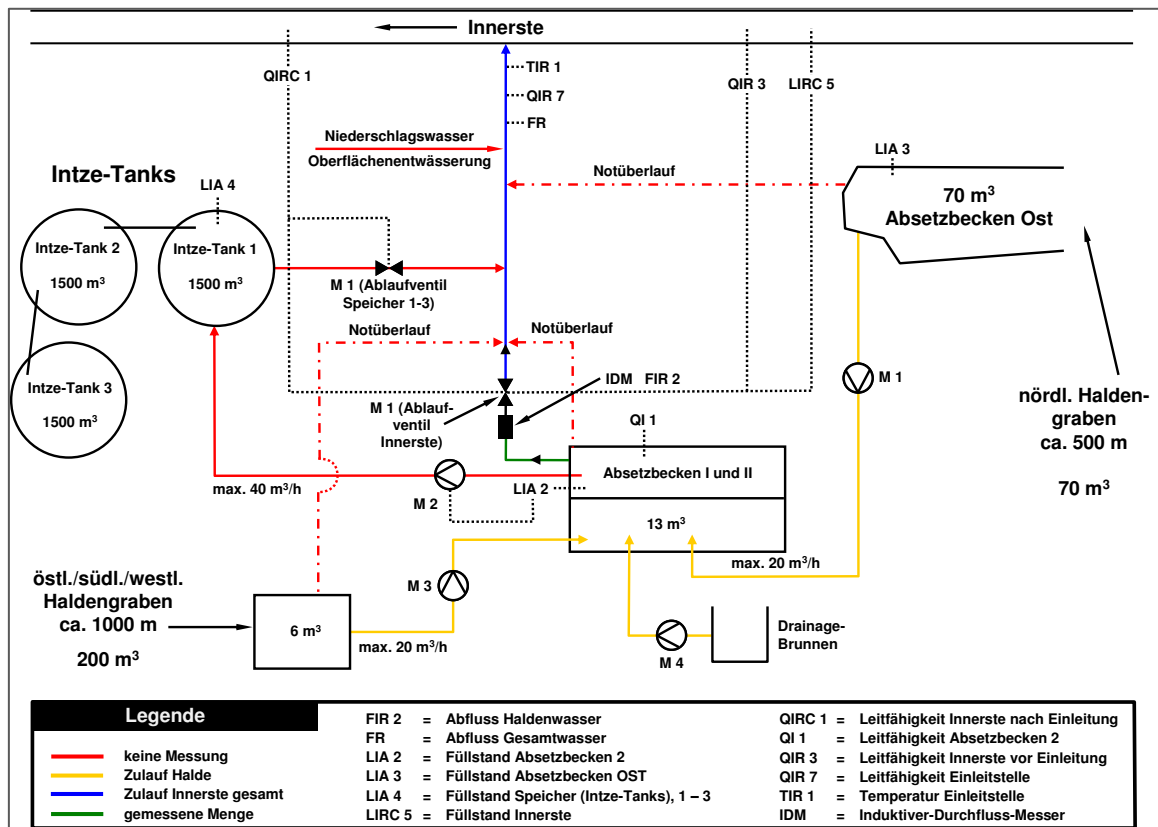 Innerste
QIRC 1
TIR 1
QIR 7
FR
QIR 3
LIRC 5
Niederschlagswasser
Oberflächenentwässerung
LIA 3
Notüberlauf
70 m³
Absetzbecken Ost
Intze-Tanks
LIA 4
Intze-Tank 2
1500 m³
Intze-Tank 1
1500 m³
M 1 (Ablaufventil
Speicher 1-3)
Notüberlauf
Notüberlauf
Intze-Tank 3
1500 m³
IDM FIR 2
M 1
M 1 (Ablauf-
ventil
Innerste)
QI 1
nördl. Halden-
graben
ca. 500 m
70 m³
Absetzbecken I und II
LIA 2
max. 40 m³/h
M 2
13 m³
max. 20 m³/h
östl./südl./westl.
Haldengraben
ca. 1000 m
200 m³
M 3
6 m³
max. 20 m³/h
M 4
Drainage-
Brunnen
Legende
keine Messung
Zulauf Halde
Zulauf Innerste gesamt
gemessene Menge
FIR 2 = Abfluss Haldenwasser
FR = Abfluss Gesamtwasser
LIA 2 = Füllstand Absetzbecken 2
LIA 3 = Füllstand Absetzbecken OST
LIA 4 = Füllstand Speicher (Intze-Tanks), 1 – 3
LIRC 5 = Füllstand Innerste
QIRC 1 = Leitfähigkeit Innerste nach Einleitung
QI 1 = Leitfähigkeit Absetzbecken 2
QIR 3 = Leitfähigkeit Innerste vor Einleitung
QIR 7 = Leitfähigkeit Einleitstelle
TIR 1 = Temperatur Einleitstelle
IDM = Induktiver-Durchfluss-Messer